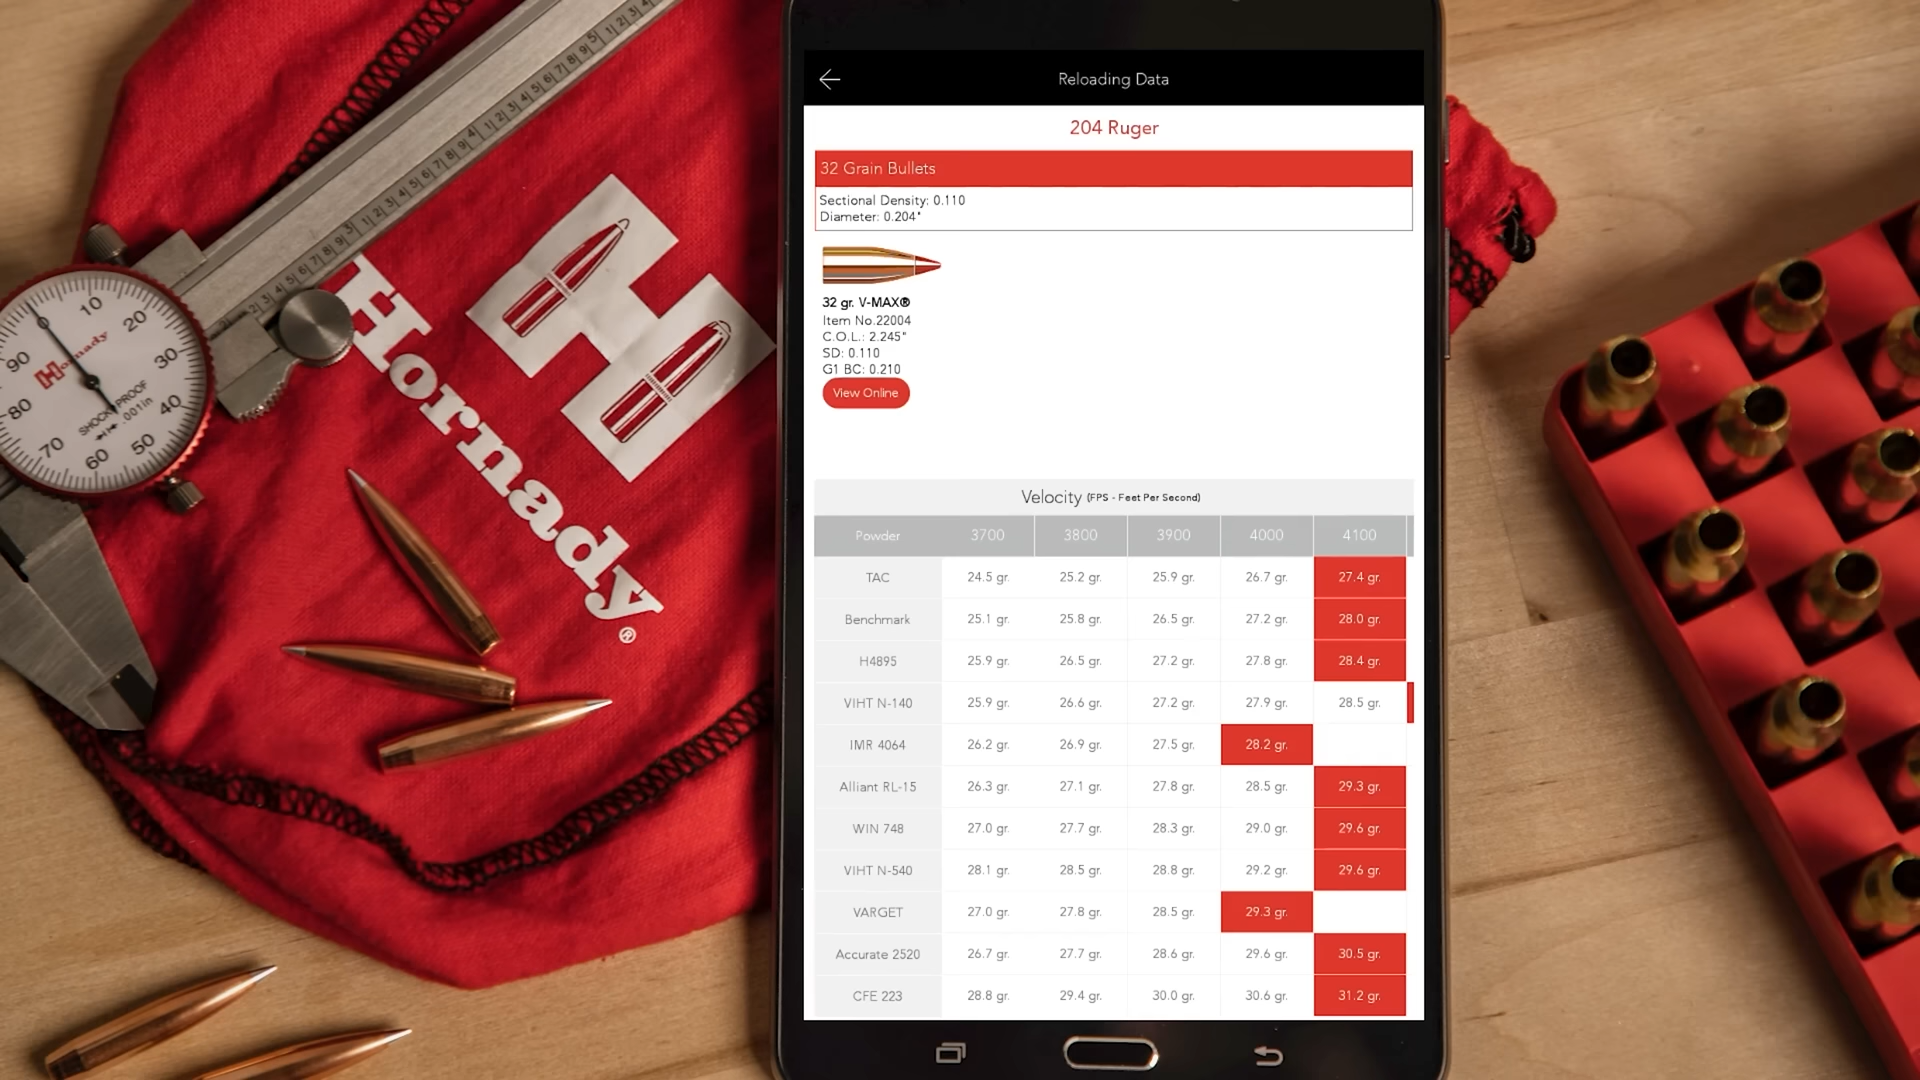 Reloading Data
204 Ruger
32 Grain Bullets
Sectional Density: 0.110
Diameter: 0.204"
32 gr. V-MAX®
Item No.22004
C.O.L.: 2.245"
SD: 0.110
G1 BC: 0.210
View Online
Velocity (FPS - Feet Per Second)
Powder 3700 3800 3900 4000 4100
TAC 24.5 gr. 25.2 gr. 25.9 gr. 26.7 gr. 27.4 gr.
Benchmark 25.1 gr. 25.8 gr. 26.5 gr. 27.2 gr. 28.0 gr.
H4895 25.9 gr. 26.5 gr. 27.2 gr. 27.8 gr. 28.4 gr.
VIHT N-140 25.9 gr. 26.6 gr. 27.2 gr. 27.9 gr. 28.5 gr.
IMR 4064 26.2 gr. 26.9 gr. 27.5 gr. 28.2 gr.
Alliant RL-15 26.3 gr. 27.1 gr. 27.8 gr. 28.5 gr. 29.3 gr.
WIN 748 27.0 gr. 27.7 gr. 28.3 gr. 29.0 gr. 29.6 gr.
VIHT N-540 28.1 gr. 28.5 gr. 28.8 gr. 29.2 gr. 29.6 gr.
VARGET 27.0 gr. 27.8 gr. 28.5 gr. 29.3 gr.
Accurate 2520 26.7 gr. 27.7 gr. 28.6 gr. 29.6 gr. 30.5 gr.
CFE 223 28.8 gr. 29.4 gr. 30.0 gr. 30.6 gr. 31.2 gr.
H
Hornady®
10
20
30
40
50
60
70
80
90
Hornady
SHOCKPROOF
.001in